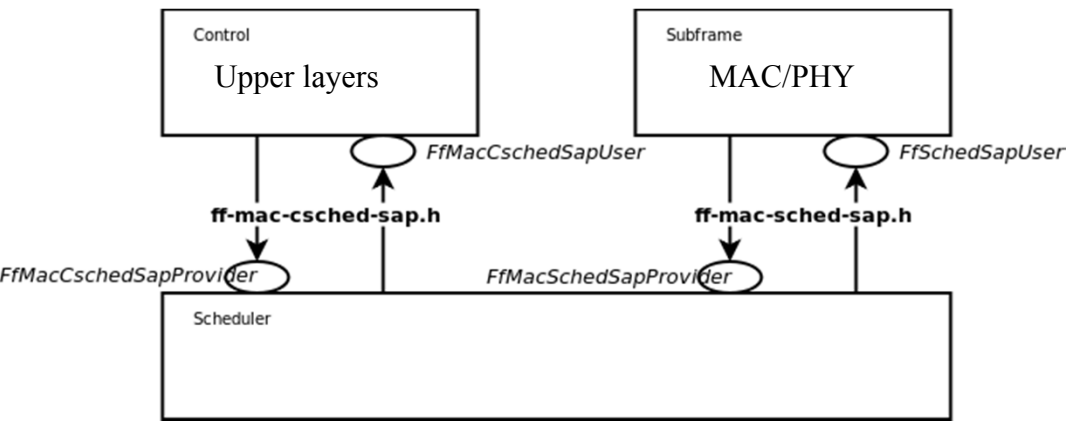 Control
Upper layers
Subframe
MAC/PHY
FfMacCschedSapUser
FfSchedSapUser
ff-mac-csched-sap.h
ff-mac-sched-sap.h
FfMacCschedSapProvider
FfMacSchedSapProvider
Scheduler